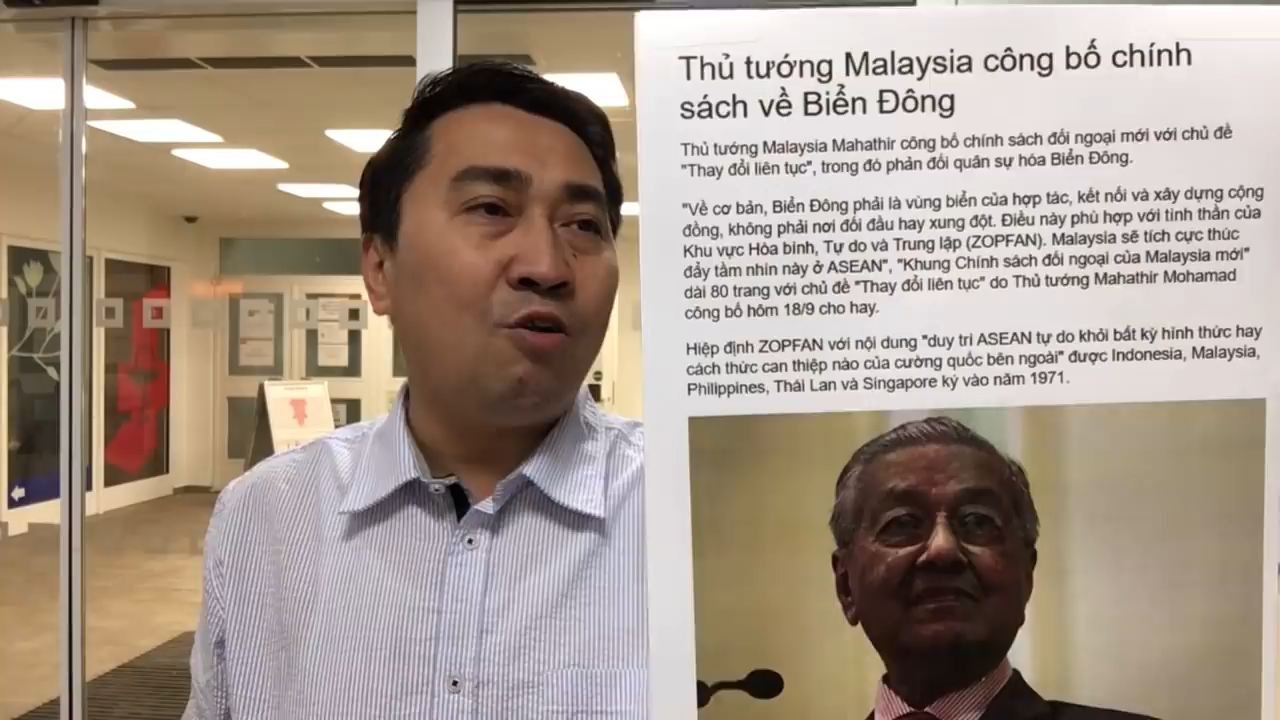 Thủ tướng Malaysia công bố chính
sách về Biển Đông
Thủ tướng Malaysia Mahathir công bố chính sách đối ngoại mới với chủ đề
"Thay đổi liên tục", trong đó phản đối quân sự hóa Biển Đông.
"Về cơ bản, Biển Đông phải là vùng biển của hợp tác, kết nối và xây dựng cộng
đồng, không phải nơi đối đầu hay xung đột. Điều này phù hợp với tinh thần của
Khu vực Hòa bình, Tự do và Trung lập (ZOPFAN). Malaysia sẽ tích cực thúc
đẩy tầm nhìn này ở ASEAN", "Khung Chính sách đối ngoại của Malaysia mới"
dài 80 trang với chủ đề "Thay đổi liên tục" do Thủ tướng Mahathir Mohamad
công bố hôm 18/9 cho hay.
Hiệp định ZOPFAN với nội dung "duy trì ASEAN tự do khỏi bất kỳ hình thức hay
cách thức can thiệp nào của cường quốc bên ngoài" được Indonesia, Malaysia,
Philippines, Thái Lan và Singapore ký vào năm 1971.